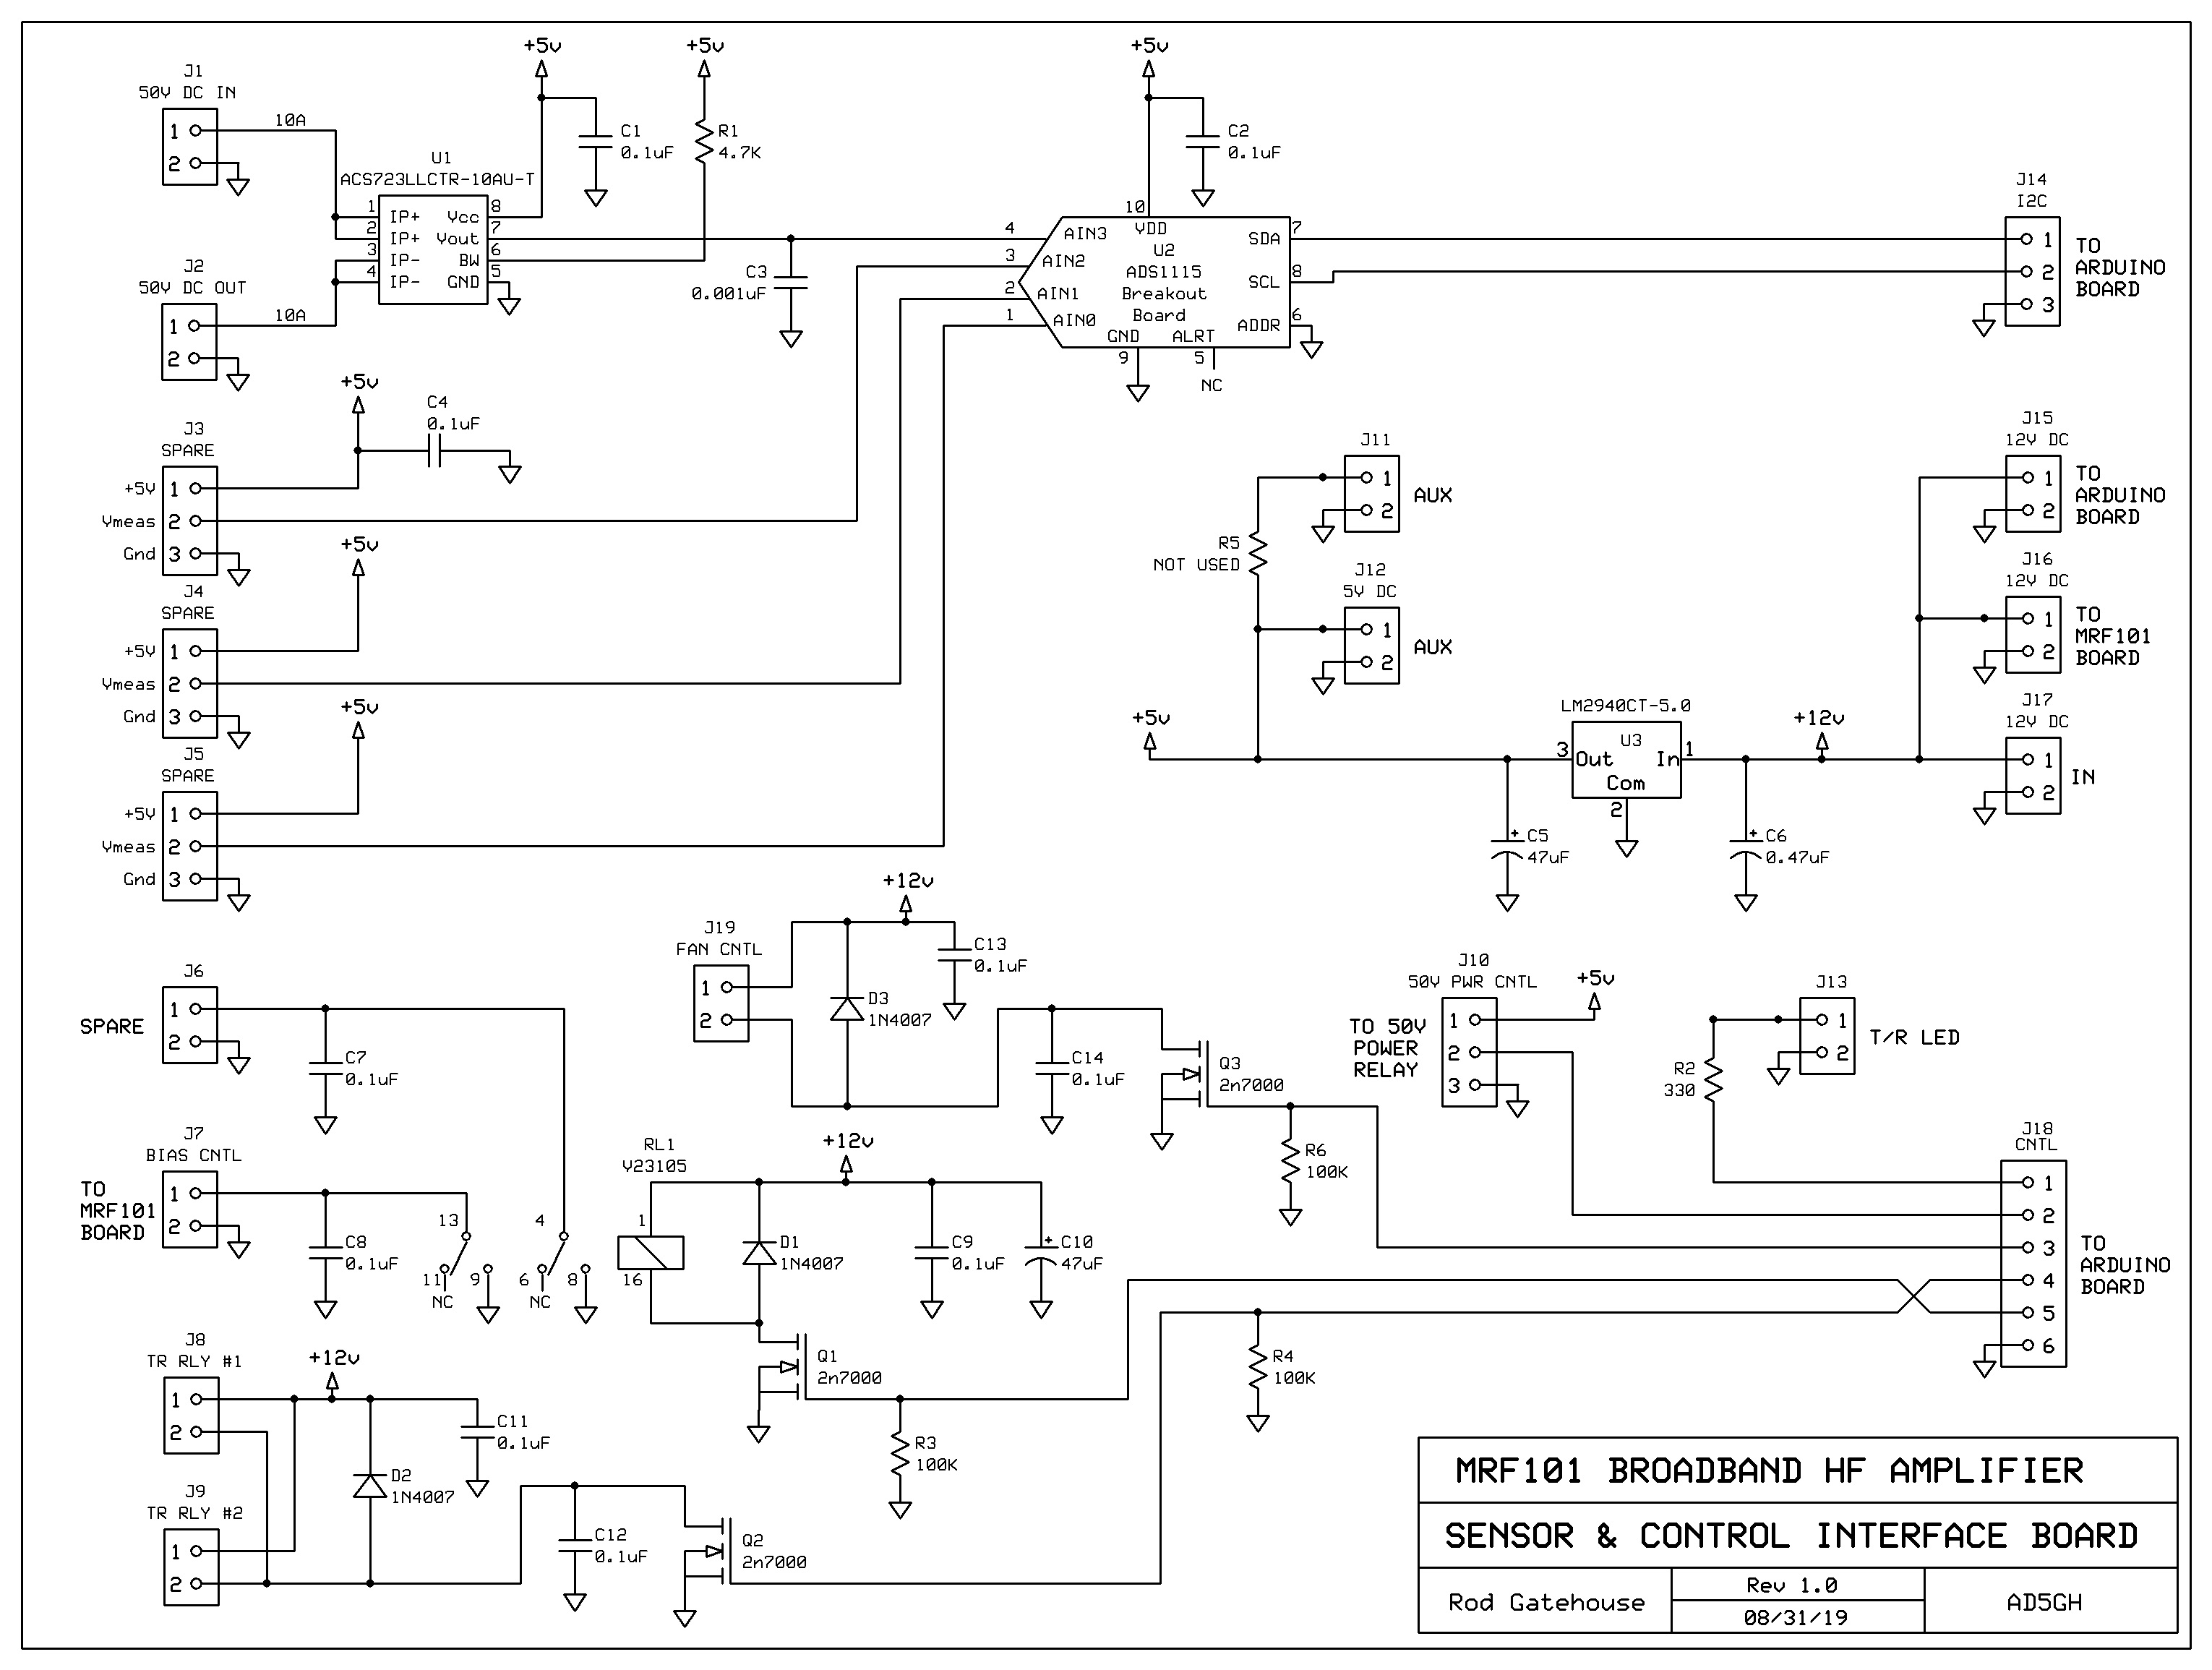 J1
50V DC IN
1
2
10A
J2
50V DC OUT
1
2
10A
U1
ACS723LLCTR-10AU-T
1 IP+ Vcc 8
2 IP+ Vout 7
3 IP- BW 6
4 IP- GND 5
+5v
C1
0.1uF
+5v
R1
4.7K
C3
0.001uF
+5v
C2
0.1uF
10
VDD
U2
ADS1115
Breakout
Board
4 AIN3
3 AIN2
2 AIN1
1 AIN0
SDA 7
SCL 8
ADDR 6
GND ALRT
9 5
NC
J14
I2C
1
2
3
TO
ARDUINO
BOARD
+5v
C4
0.1uF
J3
SPARE
+5V 1
Vmeas 2
Gnd 3
+5v
J4
SPARE
+5V 1
Vmeas 2
Gnd 3
+5v
J5
SPARE
+5V 1
Vmeas 2
Gnd 3
J11
1
2
AUX
R5
NOT USED
J12
5V DC
1
2
AUX
J15
12V DC
1
2
TO
ARDUINO
BOARD
J16
12V DC
1
2
TO
MRF101
BOARD
J17
12V DC
1
2
IN
+5v
LM2940CT-5.0
U3
3 Out In 1
Com
2
+12v
+ C5
47uF
+ C6
0.47uF
J6
SPARE
1
2
C7
0.1uF
J7
BIAS CNTL
TO
MRF101
BOARD
1
2
C8
0.1uF
13
11
9
NC
4
6
8
NC
J19
FAN CNTL
1
2
+12v
D3
1N4007
C13
0.1uF
C14
0.1uF
Q3
2n7000
R6
100K
J10
50V PWR CNTL
TO 50V
POWER
RELAY
1
2
3
+5v
J13
1
2
T/R LED
R2
330
RL1
V23105
1
16
+12v
D1
1N4007
C9
0.1uF
+ C10
47uF
Q1
2n7000
R3
100K
R4
100K
J18
CNTL
1
2
3
4
5
6
TO
ARDUINO
BOARD
J8
TR RLY #1
1
2
+12v
C11
0.1uF
D2
1N4007
J9
TR RLY #2
1
2
C12
0.1uF
Q2
2n7000
MRF101 BROADBAND HF AMPLIFIER
SENSOR & CONTROL INTERFACE BOARD
Rod Gatehouse
Rev 1.0
08/31/19
AD5GH